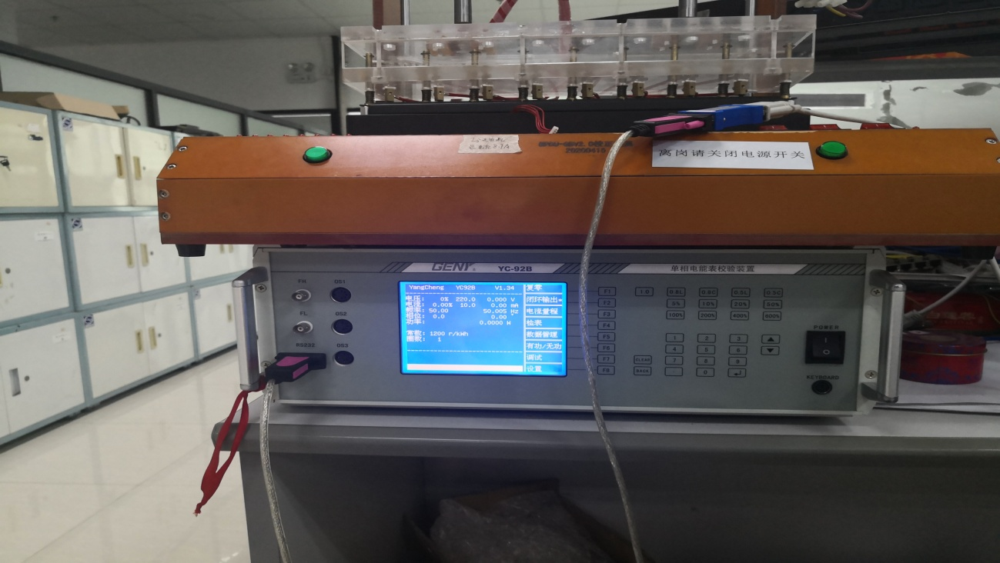 离岗请关闭电源开关
GENY
YC-92B
单相电能表校验装置
FH
DS1
FL
DS2
RS232
DS3
YangCheng YC92B V1.34
电压: 0% 220.0 0.000 V
电流: 0.00% 10.0 0.00 mA
频率: 50.00 50.005 Hz
相位: 0.0 0.00 °
功率: 0.0000 W
常数: 1200 r/kWh
圈数: 1
复零
闭环输出
电流量程
检表
数据管理
有功/无功
调试
设置
F1
F2
F3
F4
F5
F6
F7
F8
1.0 0.8L 0.8C 0.5L 0.5C
5% 10% 20% 50%
100% 200% 400% 600%
1 2 3
4 5 6
CLEAR 7 8 9
BACK . 0
POWER
KEYBOARD